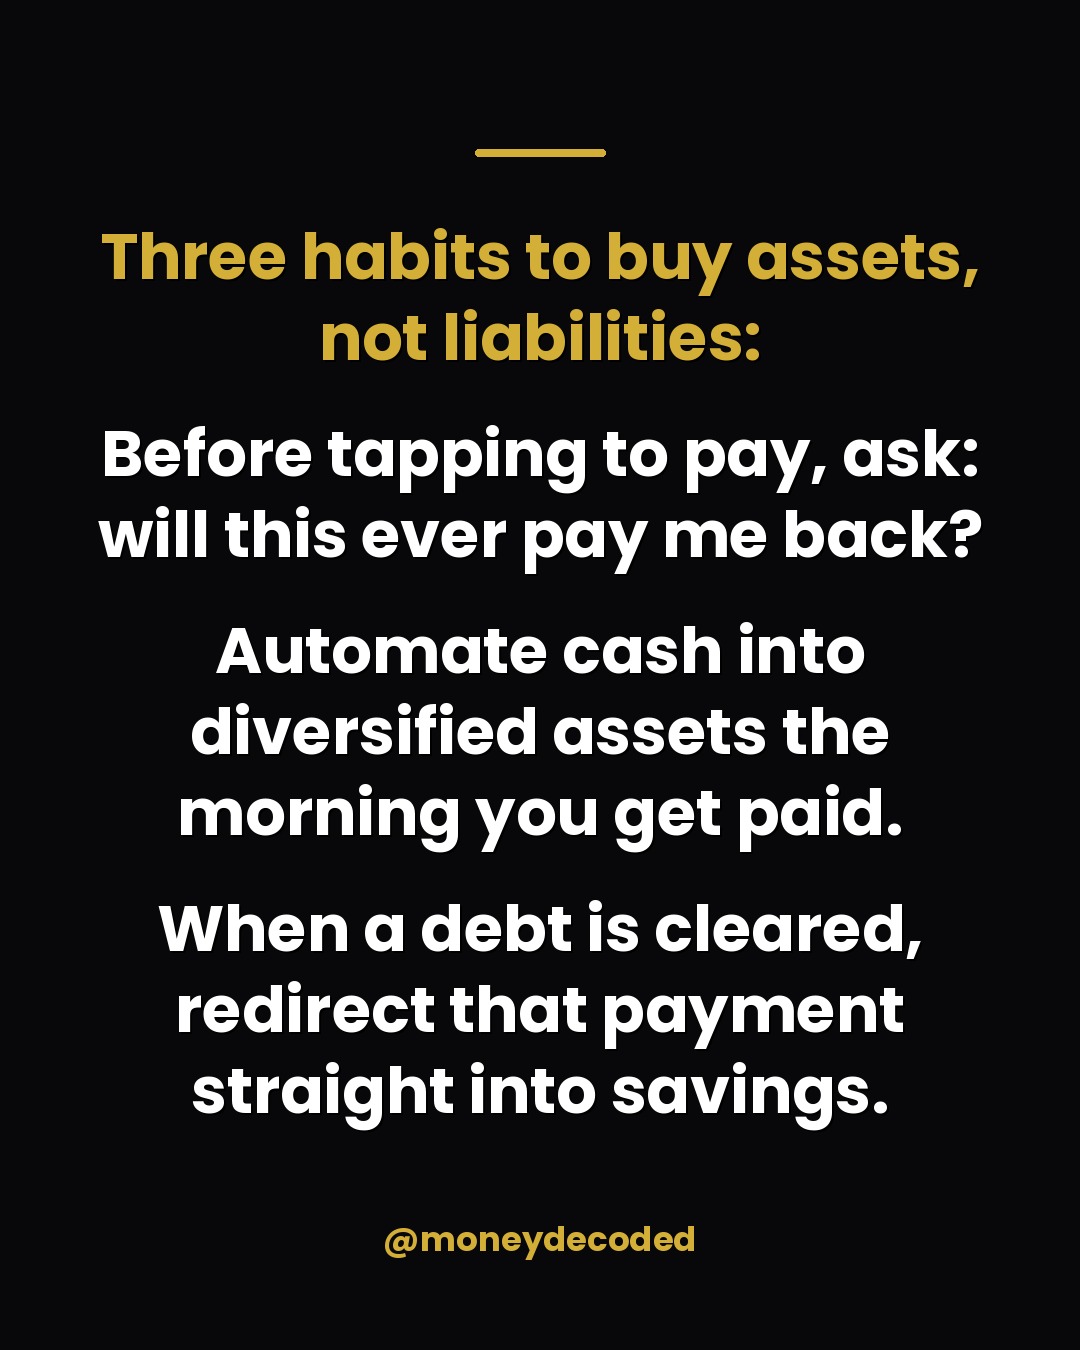 Three habits to buy assets,
not liabilities:
Before tapping to pay, ask:
will this ever pay me back?
Automate cash into
diversified assets the
morning you get paid.
When a debt is cleared,
redirect that payment
straight into savings.
@moneydecoded